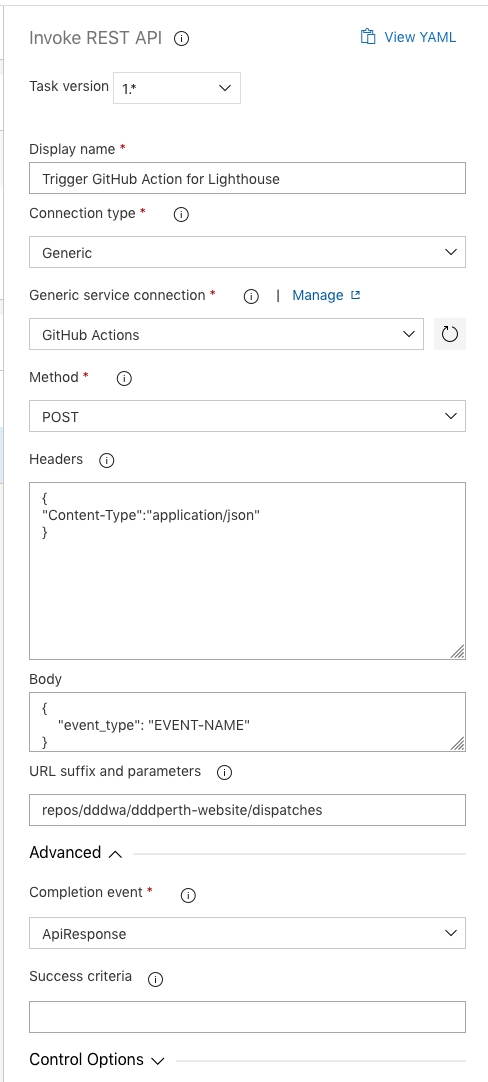 Invoke REST API
View YAML
Task version 1.*
Display name *
Trigger GitHub Action for Lighthouse
Connection type *
Generic
Generic service connection * | Manage
GitHub Actions
Method *
POST
Headers
{
"Content-Type":"application/json"
}
Body
{
"event_type": "EVENT-NAME"
}
URL suffix and parameters
repos/dddwa/dddperth-website/dispatches
Advanced
Completion event *
ApiResponse
Success criteria
Control Options